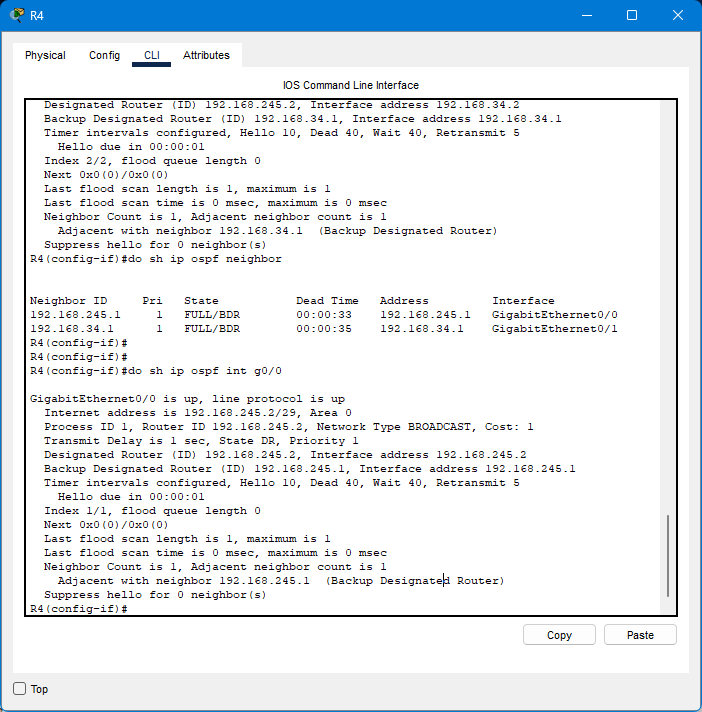 R4
Physical Config CLI Attributes
IOS Command Line Interface
Designated Router (ID) 192.168.245.2, Interface address 192.168.34.2
Backup Designated Router (ID) 192.168.34.1, Interface address 192.168.34.1
Timer intervals configured, Hello 10, Dead 40, Wait 40, Retransmit 5
Hello due in 00:00:01
Index 2/2, flood queue length 0
Next 0x0(0)/0x0(0)
Last flood scan length is 1, maximum is 1
Last flood scan time is 0 msec, maximum is 0 msec
Neighbor Count is 1, Adjacent neighbor count is 1
Adjacent with neighbor 192.168.34.1  (Backup Designated Router)
Suppress hello for 0 neighbor(s)
R4(config-if)#do sh ip ospf neighbor
Neighbor ID     Pri   State           Dead Time   Address         Interface
192.168.245.1     1   FULL/BDR        00:00:33    192.168.245.1   GigabitEthernet0/0
192.168.34.1      1   FULL/BDR        00:00:35    192.168.34.1    GigabitEthernet0/1
R4(config-if)#
R4(config-if)#
R4(config-if)#do sh ip ospf int g0/0
GigabitEthernet0/0 is up, line protocol is up
Internet address is 192.168.245.2/29, Area 0
Process ID 1, Router ID 192.168.245.2, Network Type BROADCAST, Cost: 1
Transmit Delay is 1 sec, State DR, Priority 1
Designated Router (ID) 192.168.245.2, Interface address 192.168.245.2
Backup Designated Router (ID) 192.168.245.1, Interface address 192.168.245.1
Timer intervals configured, Hello 10, Dead 40, Wait 40, Retransmit 5
Hello due in 00:00:01
Index 1/1, flood queue length 0
Next 0x0(0)/0x0(0)
Last flood scan length is 1, maximum is 1
Last flood scan time is 0 msec, maximum is 0 msec
Neighbor Count is 1, Adjacent neighbor count is 1
Adjacent with neighbor 192.168.245.1  (Backup Designated Router)
Suppress hello for 0 neighbor(s)
R4(config-if)#
Copy Paste
Top